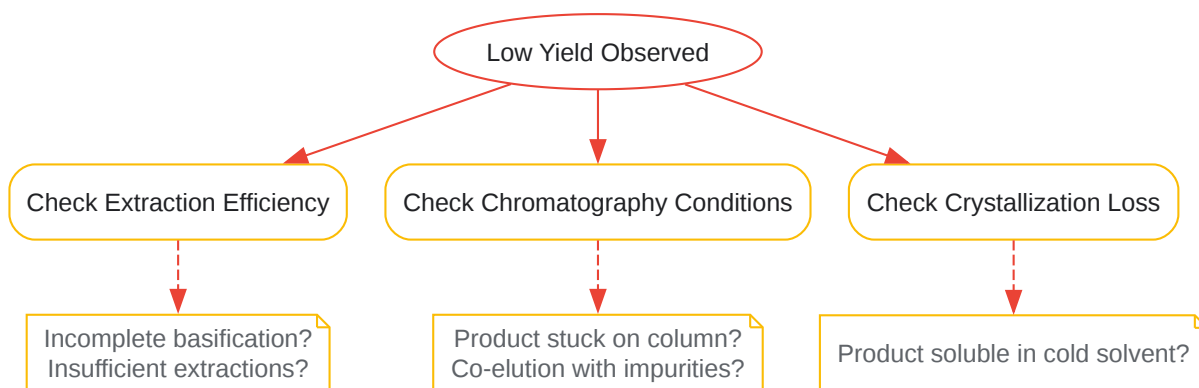 Low Yield Observed
Check Extraction Efficiency
Check Chromatography Conditions
Check Crystallization Loss
Incomplete basification?
Insufficient extractions?
Product stuck on column?
Co-elution with impurities?
Product soluble in cold solvent?